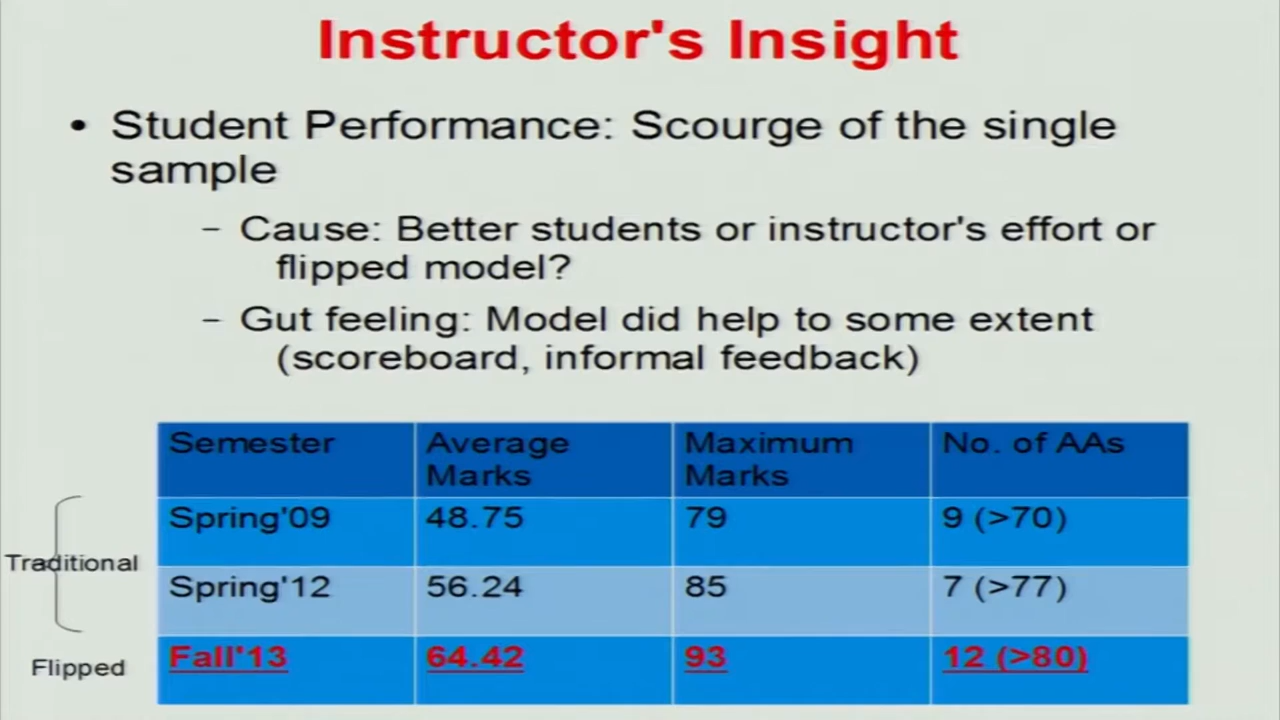 Instructor's Insight
• Student Performance: Scourge of the single
sample
– Cause: Better students or instructor's effort or
flipped model?
– Gut feeling: Model did help to some extent
(scoreboard, informal feedback)
Semester Average Marks Maximum Marks No. of AAs
Spring'09 48.75 79 9 (>70)
Traditional
Spring'12 56.24 85 7 (>77)
Flipped Fall'13 64.42 93 12 (>80)